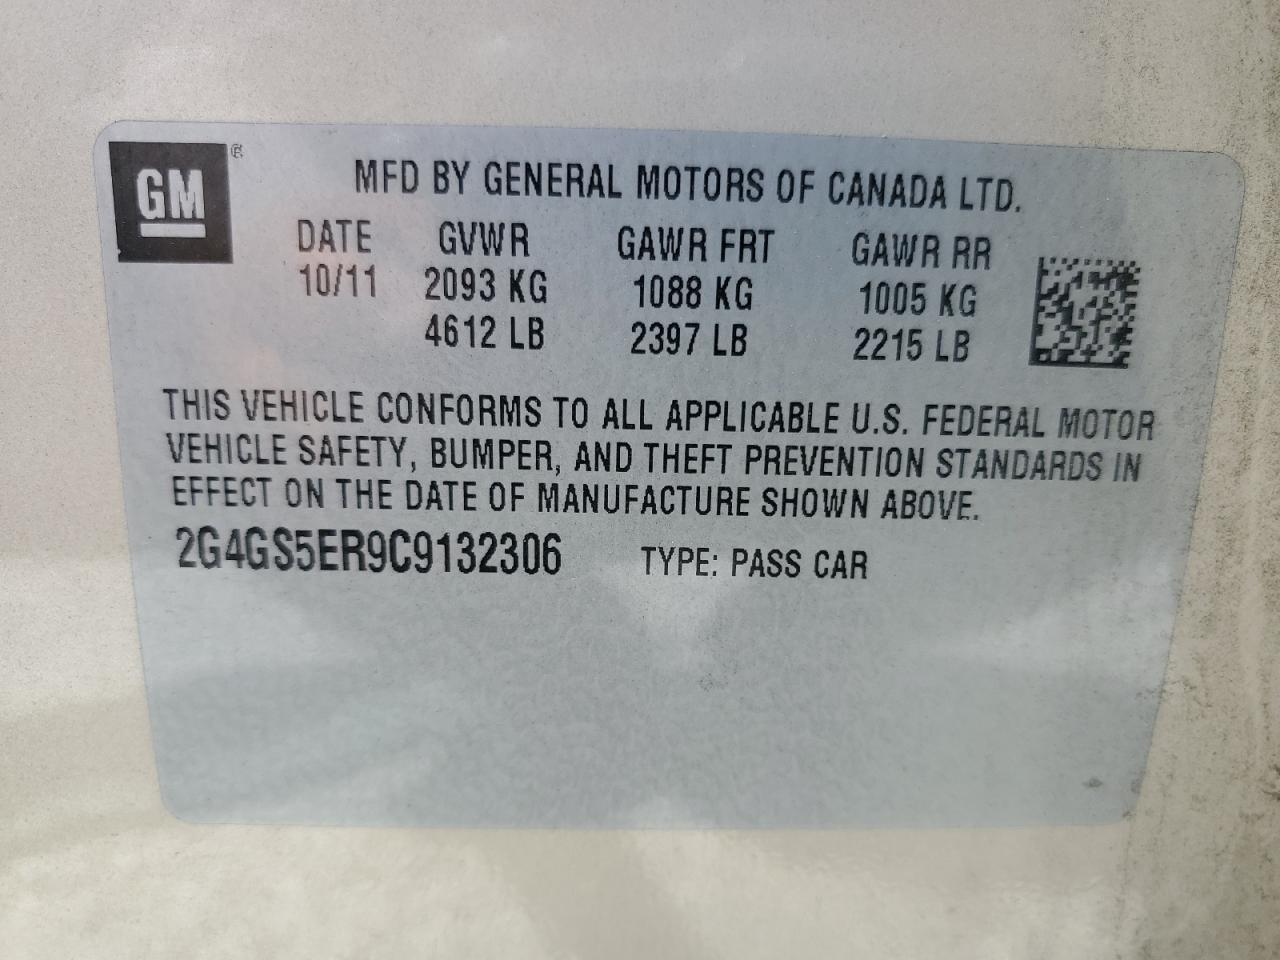 GM ®
MFD BY GENERAL MOTORS OF CANADA LTD.
DATE GVWR GAWR FRT GAWR RR
10/11 2093 KG 1088 KG 1005 KG
4612 LB 2397 LB 2215 LB
THIS VEHICLE CONFORMS TO ALL APPLICABLE U.S. FEDERAL MOTOR
VEHICLE SAFETY, BUMPER, AND THEFT PREVENTION STANDARDS IN
EFFECT ON THE DATE OF MANUFACTURE SHOWN ABOVE.
2G4GS5ER9C9132306 TYPE: PASS CAR